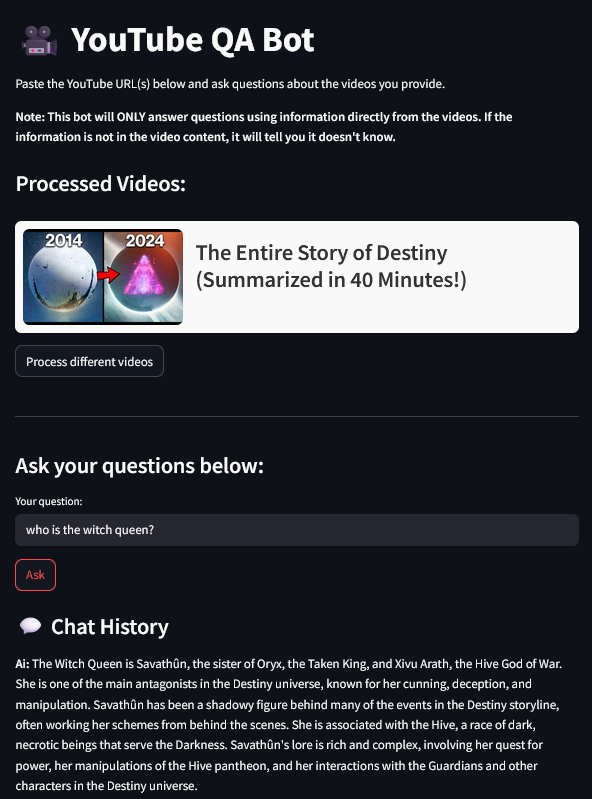 YouTube QA Bot
Paste the YouTube URL(s) below and ask questions about the videos you provide.
Note: This bot will ONLY answer questions using information directly from the videos. If the
information is not in the video content, it will tell you it doesn't know.
Processed Videos:
2014 2024
The Entire Story of Destiny
(Summarized in 40 Minutes!)
Process different videos
Ask your questions below:
Your question:
who is the witch queen?
Ask
Chat History
Ai: The Witch Queen is Savathûn, the sister of Oryx, the Taken King, and Xivu Arath, the Hive God of War.
She is one of the main antagonists in the Destiny universe, known for her cunning, deception, and
manipulation. Savathûn has been a shadowy figure behind many of the events in the Destiny storyline,
often working her schemes from behind the scenes. She is associated with the Hive, a race of dark,
necrotic beings that serve the Darkness. Savathûn's lore is rich and complex, involving her quest for
power, her manipulations of the Hive pantheon, and her interactions with the Guardians and other
characters in the Destiny universe.